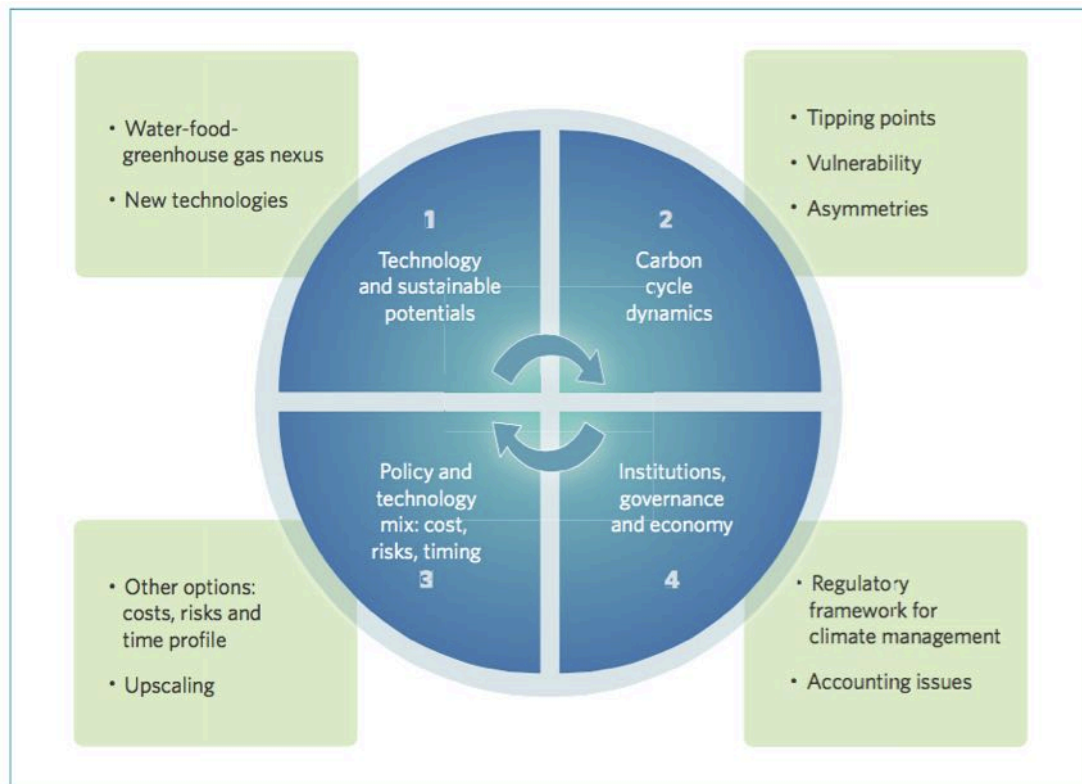 • Water-food-
greenhouse gas nexus
• New technologies
• Tipping points
• Vulnerability
• Asymmetries
1
Technology
and sustainable
potentials
2
Carbon
cycle
dynamics
Policy and
technology
mix: cost,
risks, timing
3
Institutions,
governance
and economy
4
• Other options:
costs, risks and
time profile
• Upscaling
• Regulatory
framework for
climate management
• Accounting issues